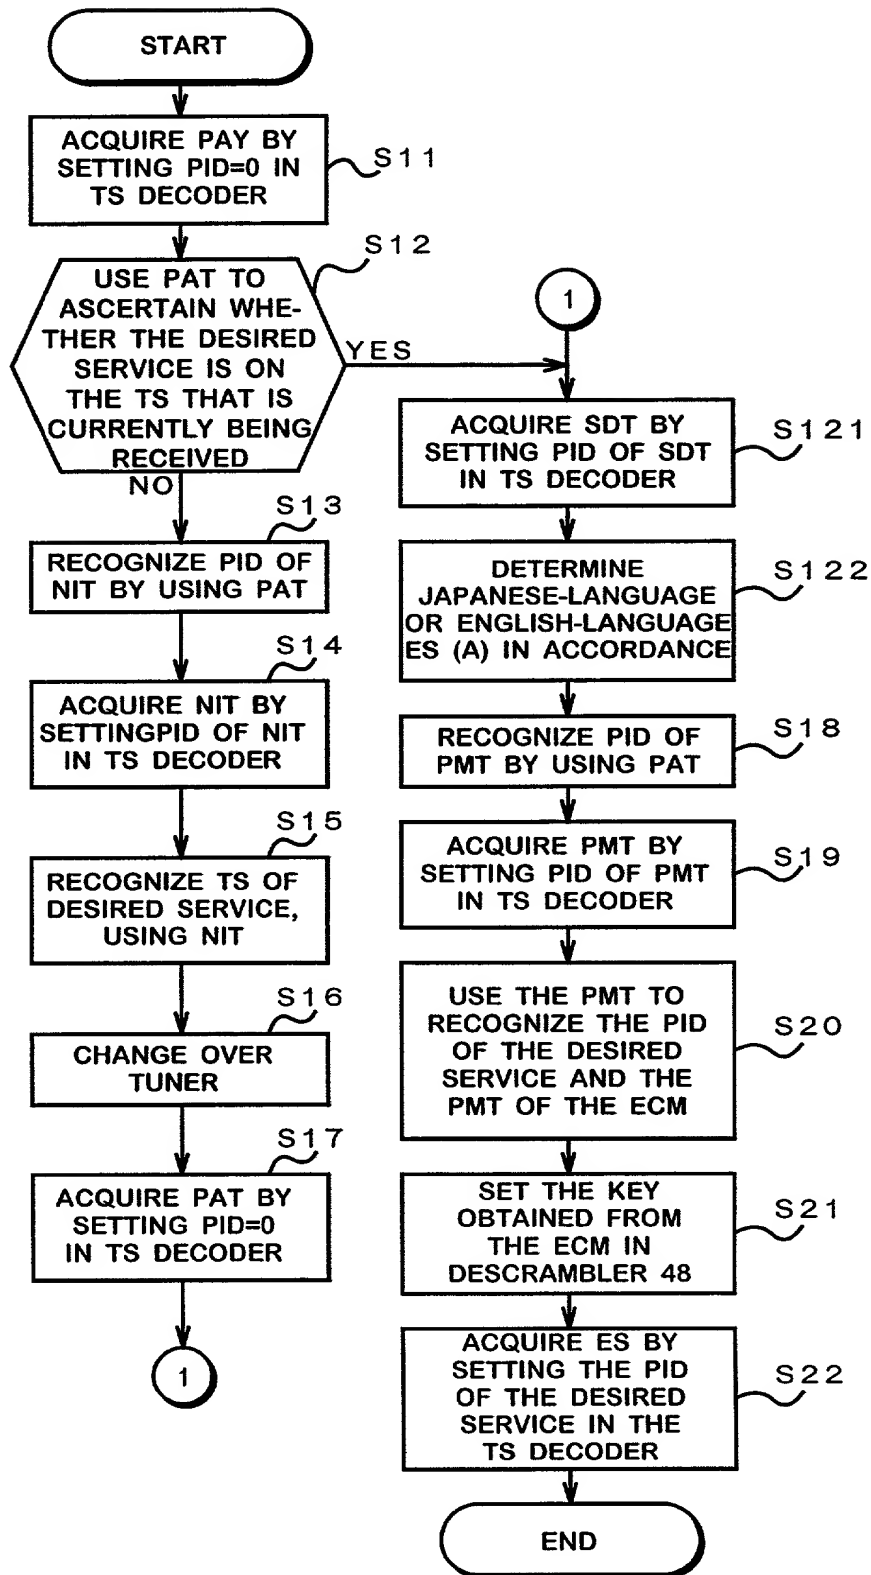 START
ACQUIRE PAY BY
SETTING PID=0 IN
TS DECODER
S11
S12
USE PAT TO
ASCERTAIN WHE-
THER THE DESIRED
SERVICE IS ON
THE TS THAT IS
CURRENTLY BEING
RECEIVED
YES
NO
S13
RECOGNIZE PID OF
NIT BY USING PAT
S14
ACQUIRE NIT BY
SETTINGPID OF NIT
IN TS DECODER
S15
RECOGNIZE TS OF
DESIRED SERVICE,
USING NIT
S16
CHANGE OVER
TUNER
S17
ACQUIRE PAT BY
SETTING PID=0
IN TS DECODER
1
1
ACQUIRE SDT BY
SETTING PID OF SDT
IN TS DECODER
S121
DETERMINE
JAPANESE-LANGUAGE
OR ENGLISH-LANGUAGE
ES (A) IN ACCORDANCE
S122
RECOGNIZE PID OF
PMT BY USING PAT
S18
ACQUIRE PMT BY
SETTING PID OF PMT
IN TS DECODER
S19
USE THE PMT TO
RECOGNIZE THE PID
OF THE DESIRED
SERVICE AND THE
PMT OF THE ECM
S20
SET THE KEY
OBTAINED FROM
THE ECM IN
DESCRAMBLER 48
S21
ACQUIRE ES BY
SETTING THE PID
OF THE DESIRED
SERVICE IN THE
TS DECODER
S22
END